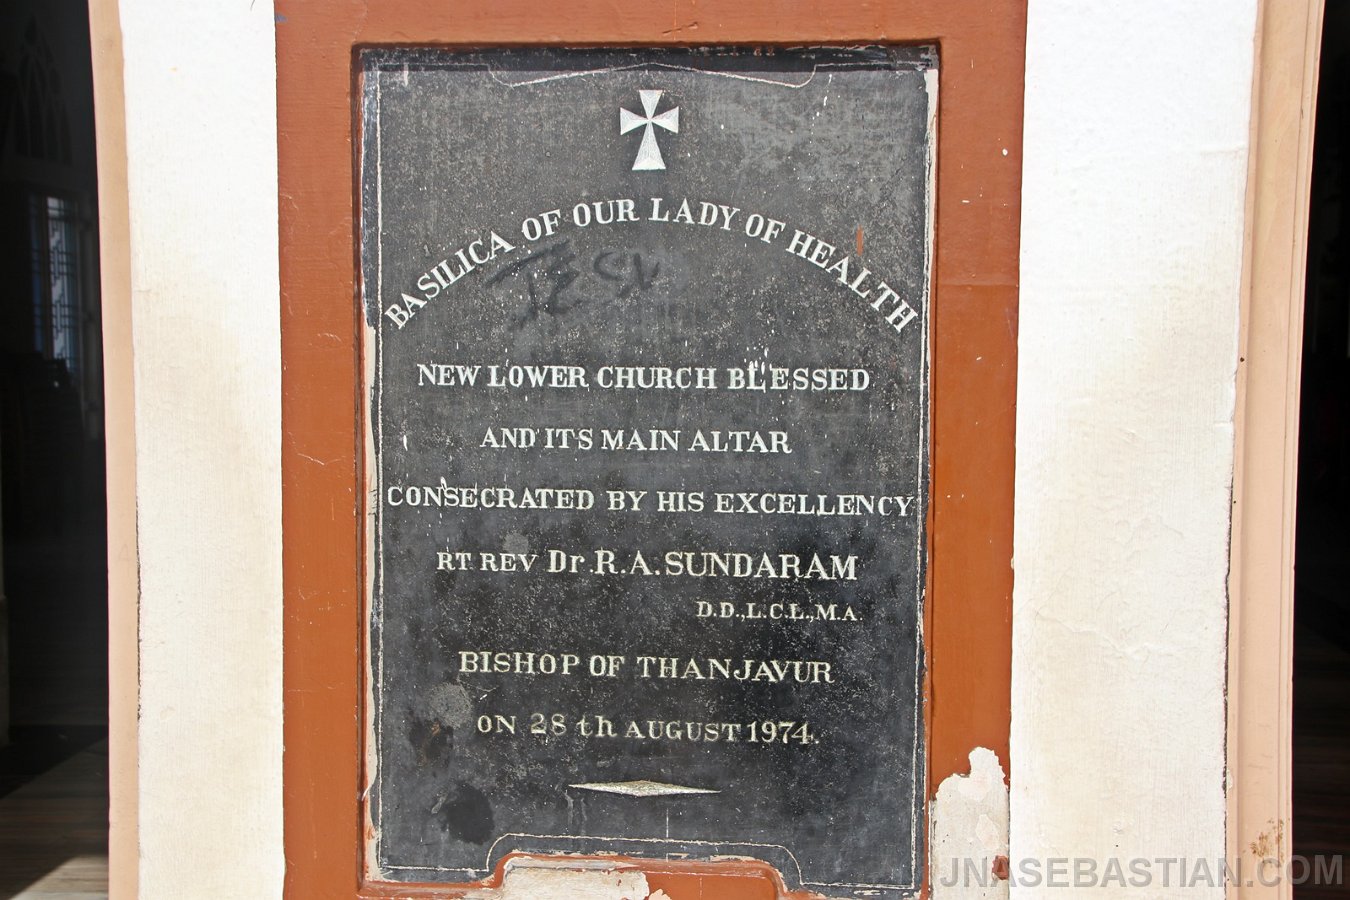 BASILICA OF OUR LADY OF HEALTH
NEW LOWER CHURCH BLESSED
AND ITS MAIN ALTAR
CONSECRATED BY HIS EXCELLENCY
RT REV Dr. R. A. SUNDARAM
D.D., L.C.L., M.A.
BISHOP OF THANJAVUR
ON 28th AUGUST 1974.
JNASEBASTIAN.COM